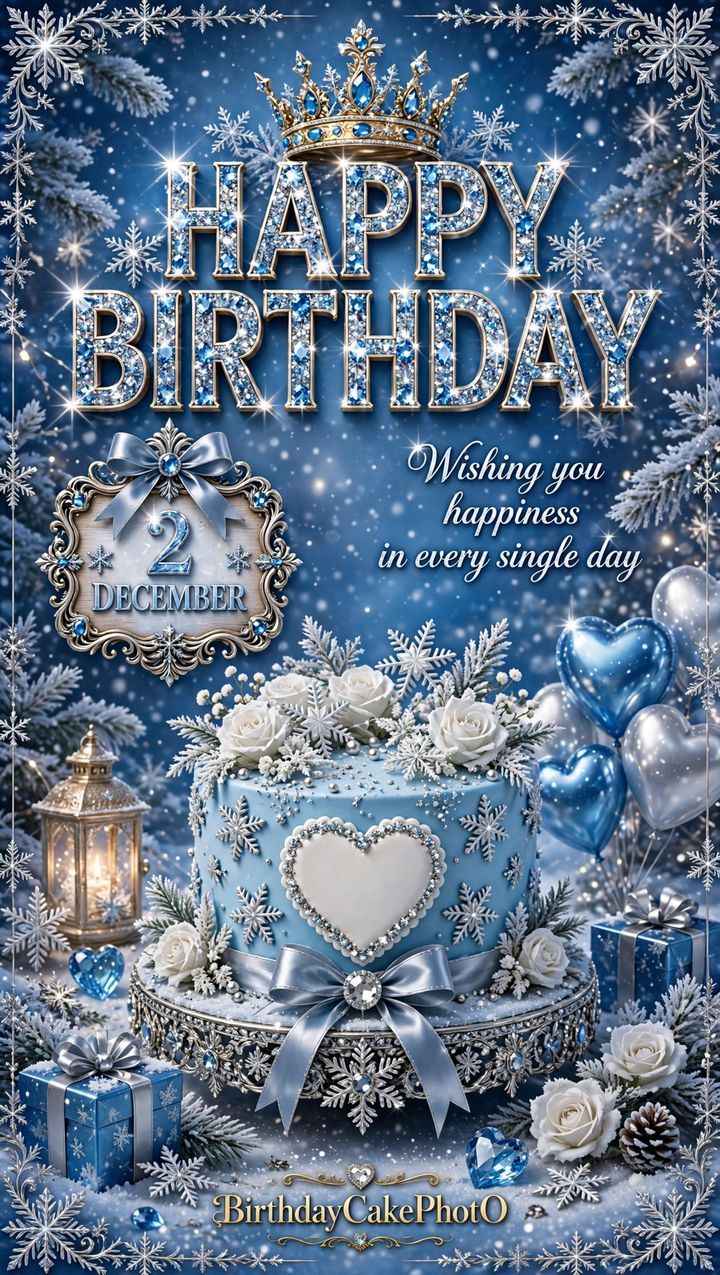 HAPPY
BIRTHDAY
2
DECEMBER
Wishing you
happiness
in every single day
BirthdayCakePhotO